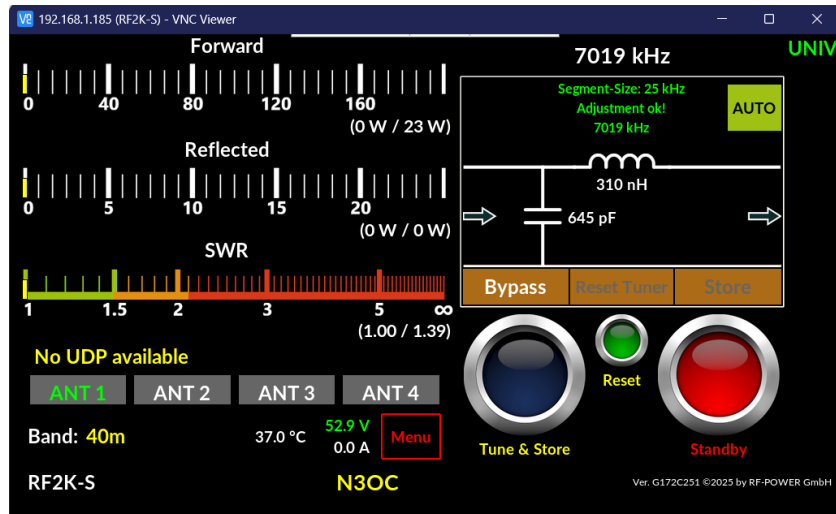 192.168.1.185 (RF2K-S) - VNC Viewer
Forward
0 40 80 120 160
(0 W / 23 W)
Reflected
0 5 10 15 20
(0 W / 0 W)
SWR
1 1.5 2 3 5 ∞
(1.00 / 1.39)
No UDP available
ANT 1 ANT 2 ANT 3 ANT 4
Band: 40m
37.0 °C
52.9 V
0.0 A
Menu
RF2K-S
N3OC
7019 kHz
UNIV
Segment-Size: 25 kHz
Adjustment ok!
7019 kHz
AUTO
310 nH
645 pF
Bypass Reset Tuner Store
Tune & Store
Reset
Standby
Ver. G172C251 ©2025 by RF-POWER GmbH